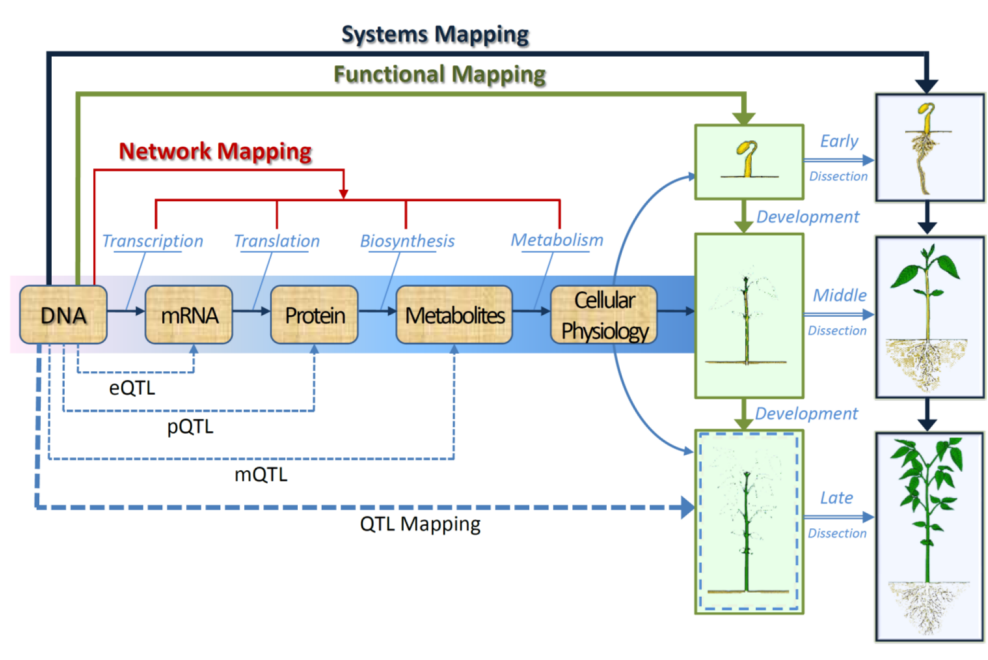 Systems Mapping
Functional Mapping
Network Mapping
Early
Dissection
Development
Transcription
Translation
Biosynthesis
Metabolism
DNA
mRNA
Protein
Metabolites
Cellular
Physiology
Middle
Dissection
eQTL
pQTL
mQTL
QTL Mapping
Development
Late
Dissection